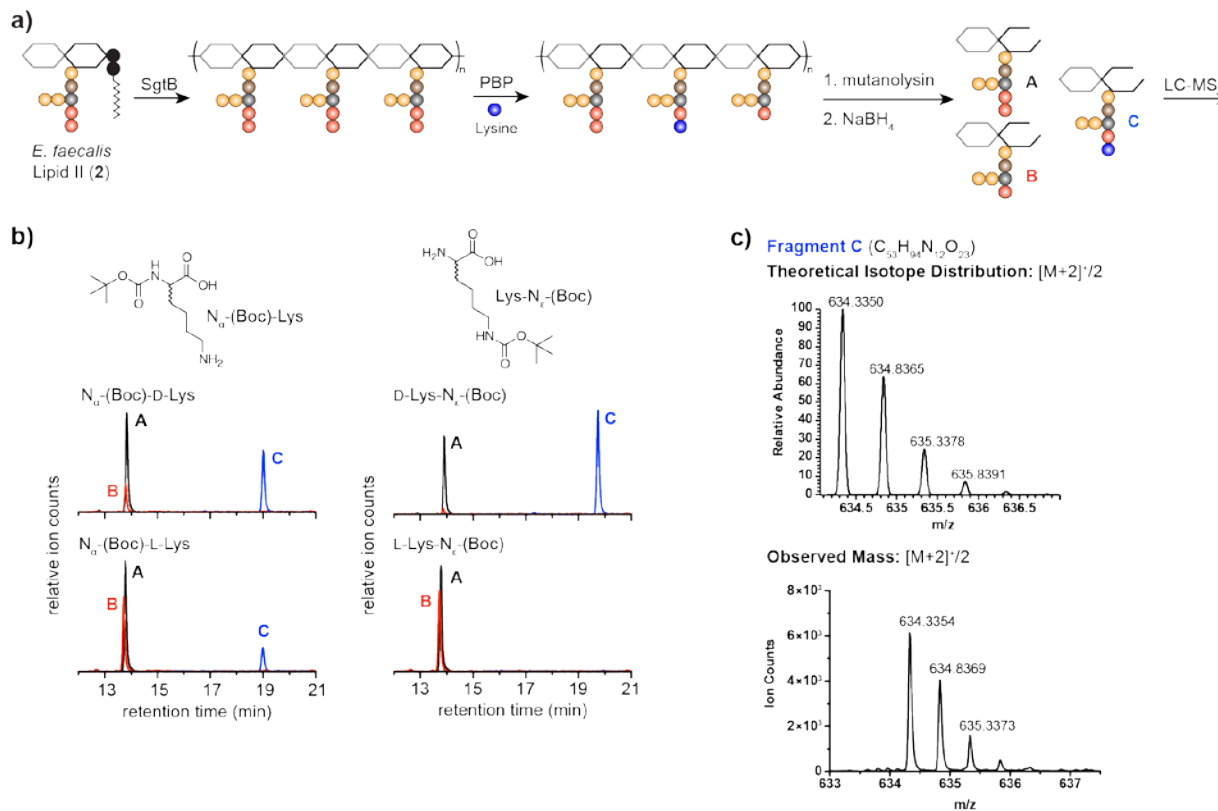 a)
SgtB
PBP
Lysine
n
n
1. mutanolysin
2. NaBH4
A
B
C
LC-MS
E. faecalis
Lipid II (2)
b)
O
O
N
H
O
OH
NH2
Nα-(Boc)-Lys
H2N
O
OH
Lys-Nε-(Boc)
HN
O
O
Nα-(Boc)-D-Lys
A
B
C
D-Lys-Nε-(Boc)
A
C
relative ion counts
Nα-(Boc)-L-Lys
A
B
C
L-Lys-Nε-(Boc)
A
B
relative ion counts
13 15 17 19 21
retention time (min)
13 15 17 19 21
retention time (min)
c)
Fragment C (C53H94N12O23)
Theoretical Isotope Distribution: [M+2]+/2
Relative Abundance
100
90
80
70
60
50
40
30
20
10
0
634.3350
634.8365
635.3378
635.8391
634.5 635 635.5 636 636.5
m/z
Observed Mass: [M+2]+/2
Ion Counts
8×10³
6×10³
4×10³
2×10³
0
634.3354
634.8369
635.3373
633 634 635 636 637
m/z